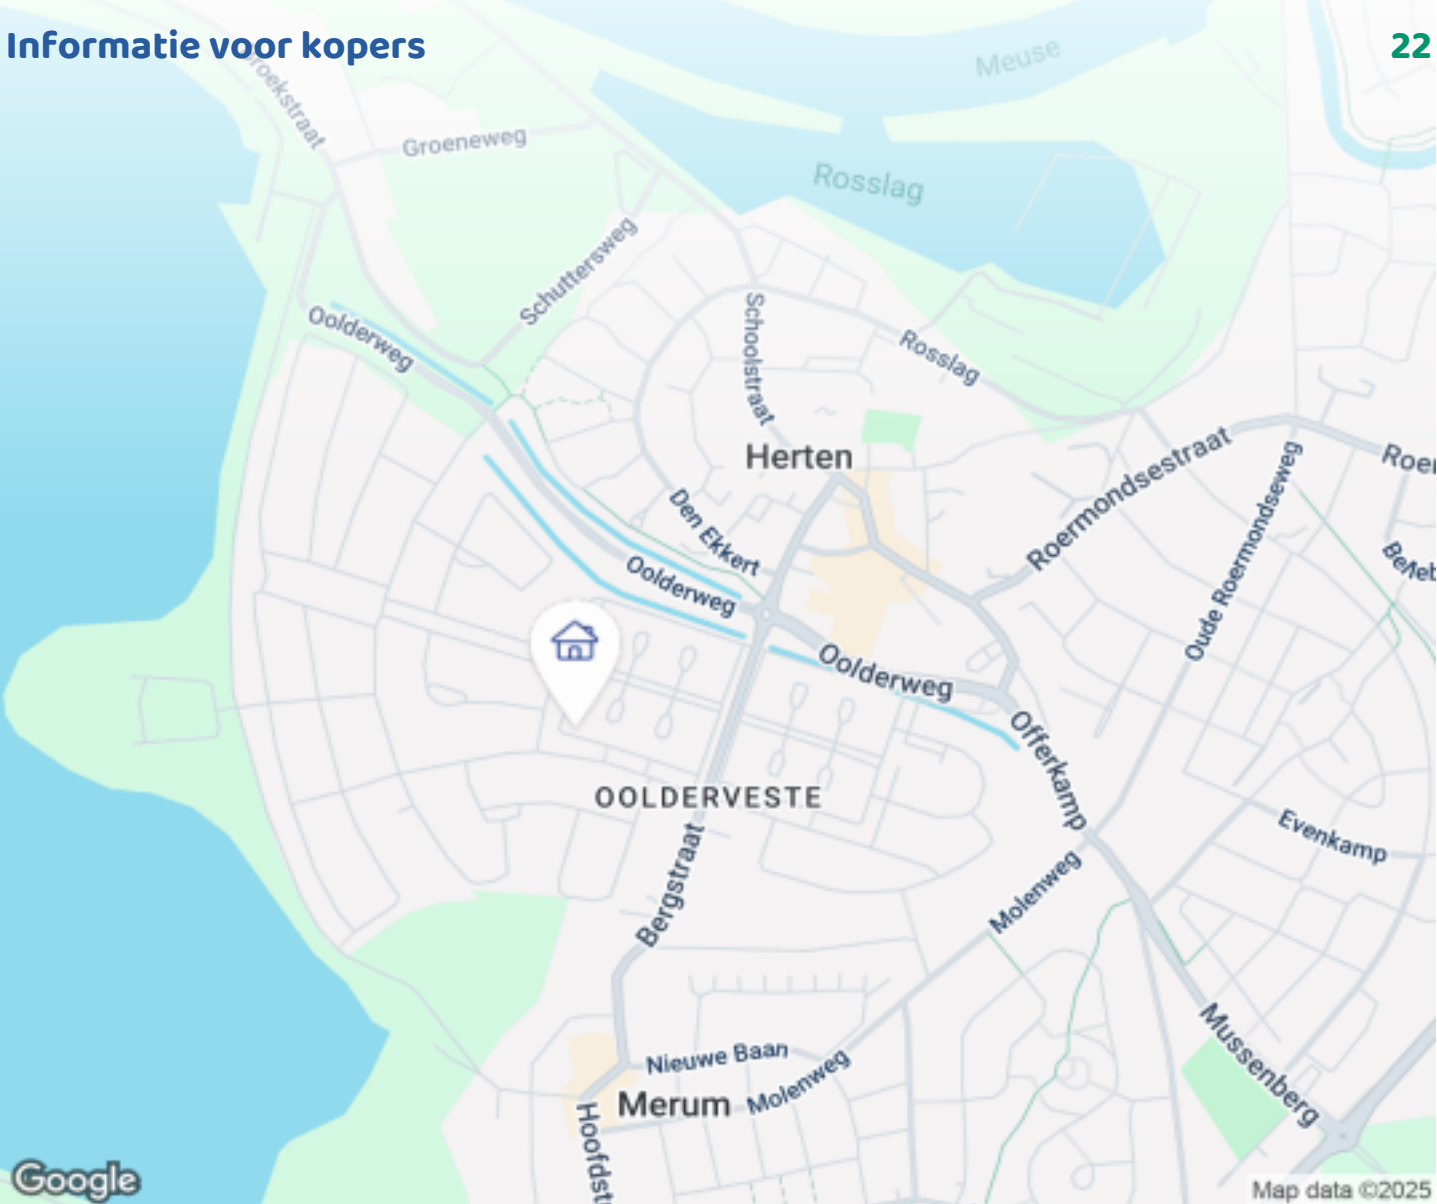 Informatie voor kopers
22
Meuse
Groeneweg
Rosslag
Schuttersweg
Oolderweg
Schoolstraat
Rosslag
Herten
Roermondsestraat
Den Ekkert
Oude Roermondseweg
Oolderweg
Oolderweg
Offerkamp
OOLDERVESTE
Evenkamp
Bergstraat
Molenweg
Mussenberg
Nieuwe Baan
Molenweg
Merum
Google
Map data ©2025